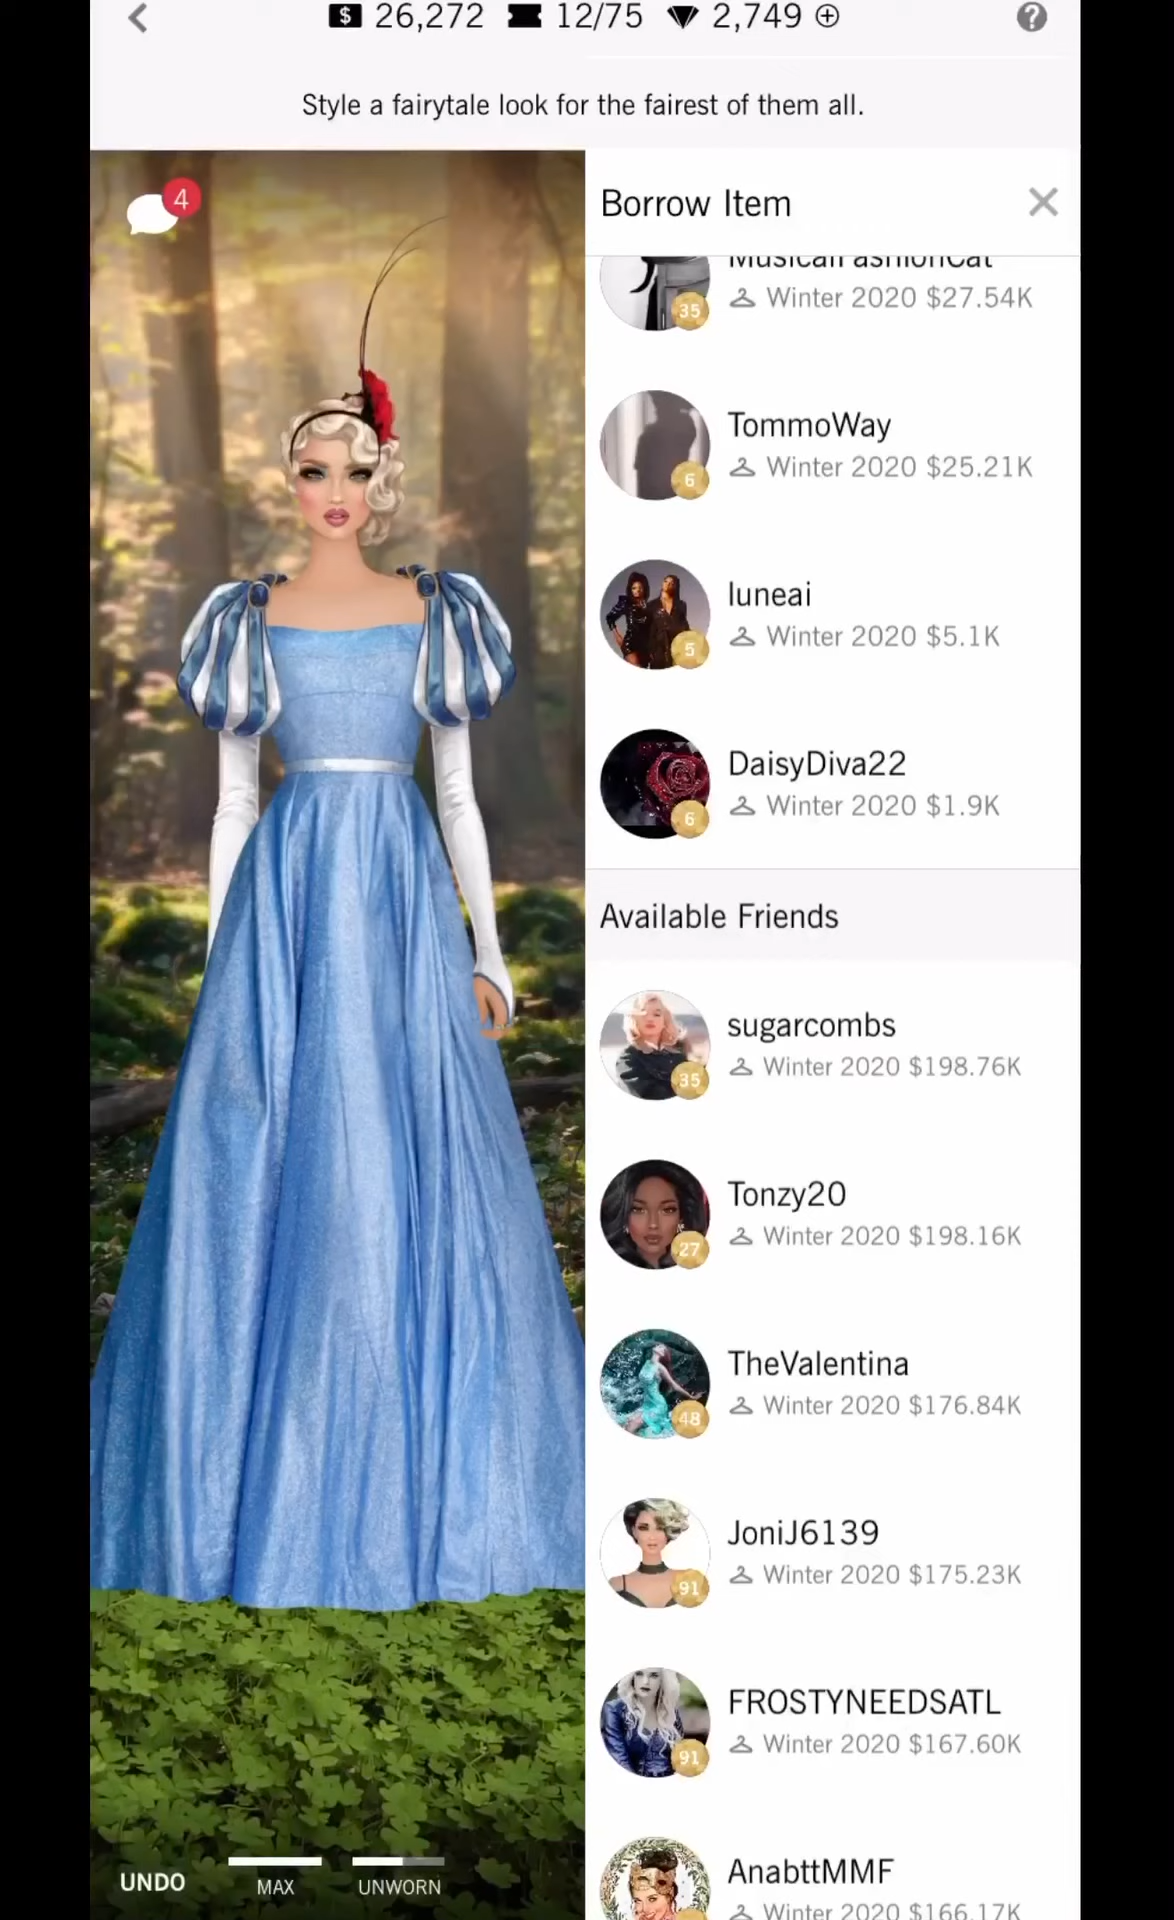 $ 26,272 12/75 2,749 + ?
Style a fairytale look for the fairest of them all.
4
Borrow Item
MusicalFashionCat
Winter 2020 $27.54K
35
TommoWay
Winter 2020 $25.21K
6
luneai
Winter 2020 $5.1K
5
DaisyDiva22
Winter 2020 $1.9K
6
Available Friends
sugarcombs
Winter 2020 $198.76K
35
Tonzy20
Winter 2020 $198.16K
27
TheValentina
Winter 2020 $176.84K
48
JoniJ6139
Winter 2020 $175.23K
91
FROSTYNEEDSATL
Winter 2020 $167.60K
91
AnabttMMF
Winter 2020 $166.17K
UNDO
MAX
UNWORN